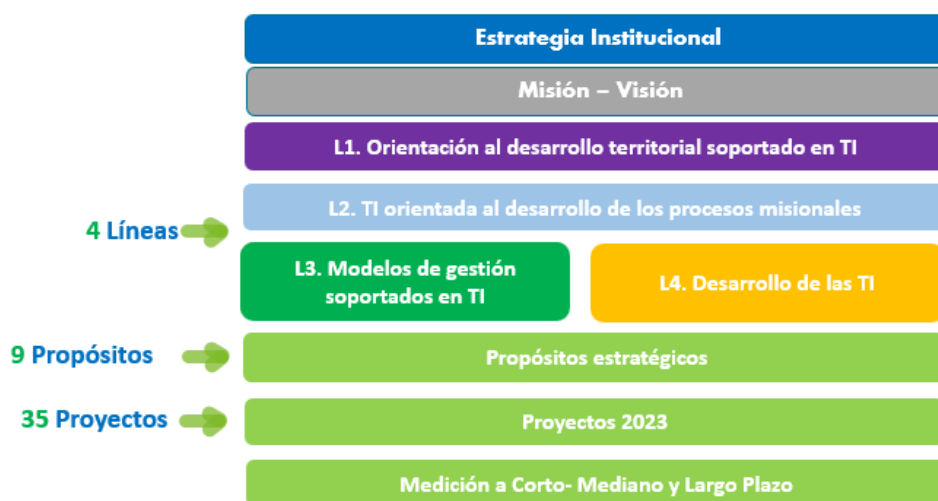 Estrategia Institucional
Misión – Visión
L1. Orientación al desarrollo territorial soportado en TI
L2. TI orientada al desarrollo de los procesos misionales
4 Líneas
L3. Modelos de gestión
soportados en TI
L4. Desarrollo de las TI
9 Propósitos
Propósitos estratégicos
35 Proyectos
Proyectos 2023
Medición a Corto- Mediano y Largo Plazo